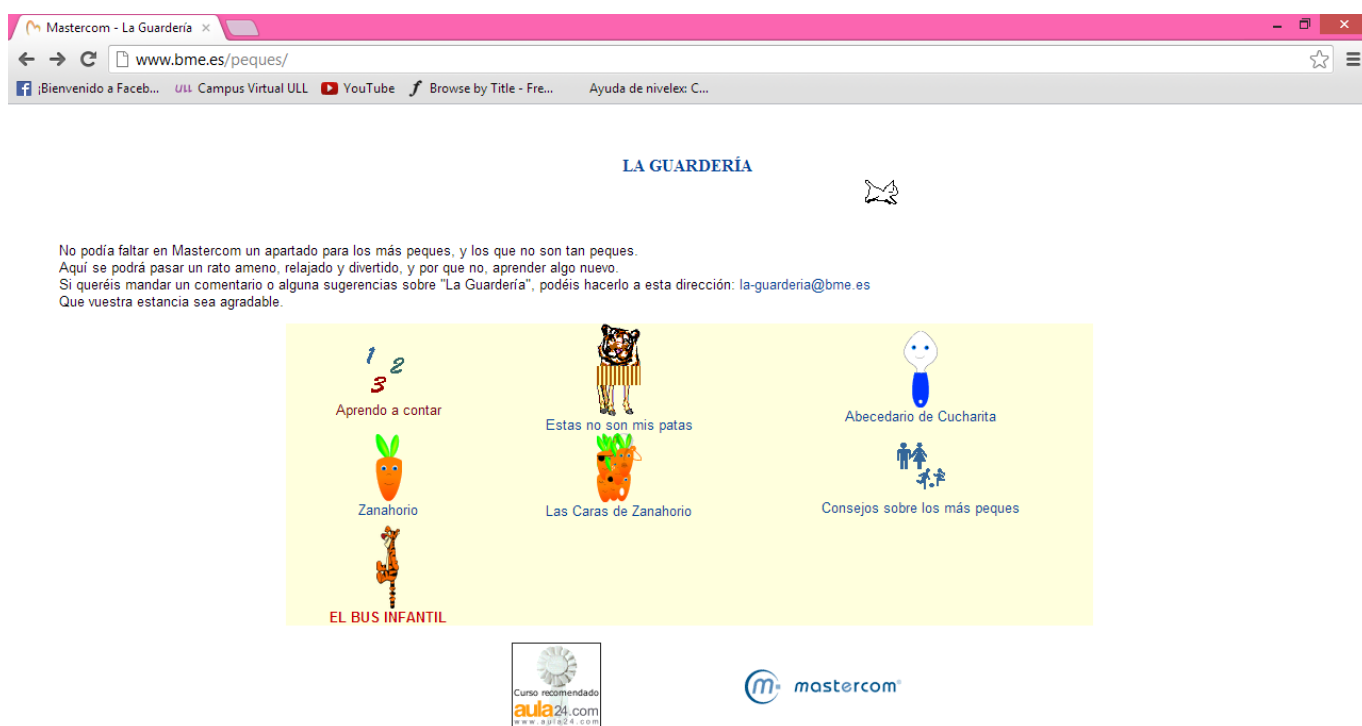 Mastercom - La Guardería
www.bme.es/peques/
¡Bienvenido a Faceb... ULL Campus Virtual ULL YouTube Browse by Title - Fre... Ayuda de nivelex: C...
LA GUARDERÍA
No podía faltar en Mastercom un apartado para los más peques, y los que no son tan peques.
Aquí se podrá pasar un rato ameno, relajado y divertido, y por que no, aprender algo nuevo.
Si queréis mandar un comentario o alguna sugerencias sobre "La Guardería", podéis hacerlo a esta dirección: la-guarderia@bme.es
Que vuestra estancia sea agradable.
1 2
3
Aprendo a contar
Estas no son mis patas
Abecedario de Cucharita
Zanahorio
Las Caras de Zanahorio
Consejos sobre los más peques
EL BUS INFANTIL
Curso recomendado
aula24.com
www.aula24.com
m mastercom